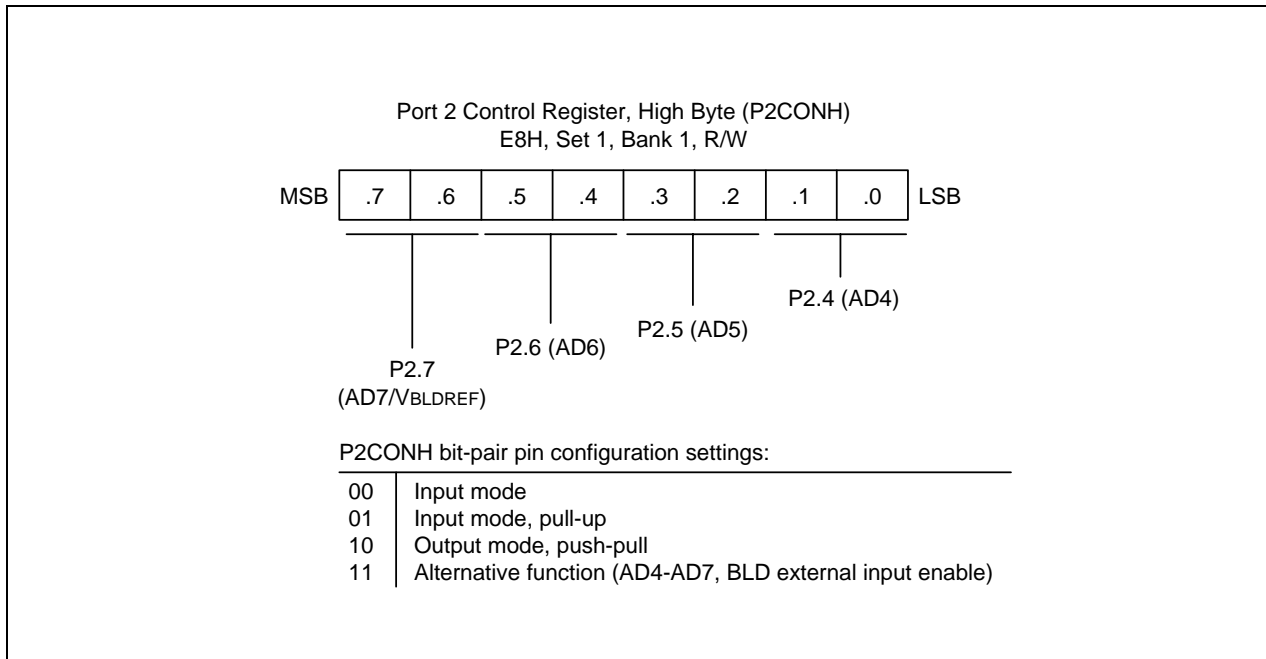 Port 2 Control Register, High Byte (P2CONH)
E8H, Set 1, Bank 1, R/W
MSB .7 .6 .5 .4 .3 .2 .1 .0 LSB
P2.4 (AD4)
P2.5 (AD5)
P2.6 (AD6)
P2.7
(AD7/VBLDREF)
P2CONH bit-pair pin configuration settings:
00 Input mode
01 Input mode, pull-up
10 Output mode, push-pull
11 Alternative function (AD4-AD7, BLD external input enable)